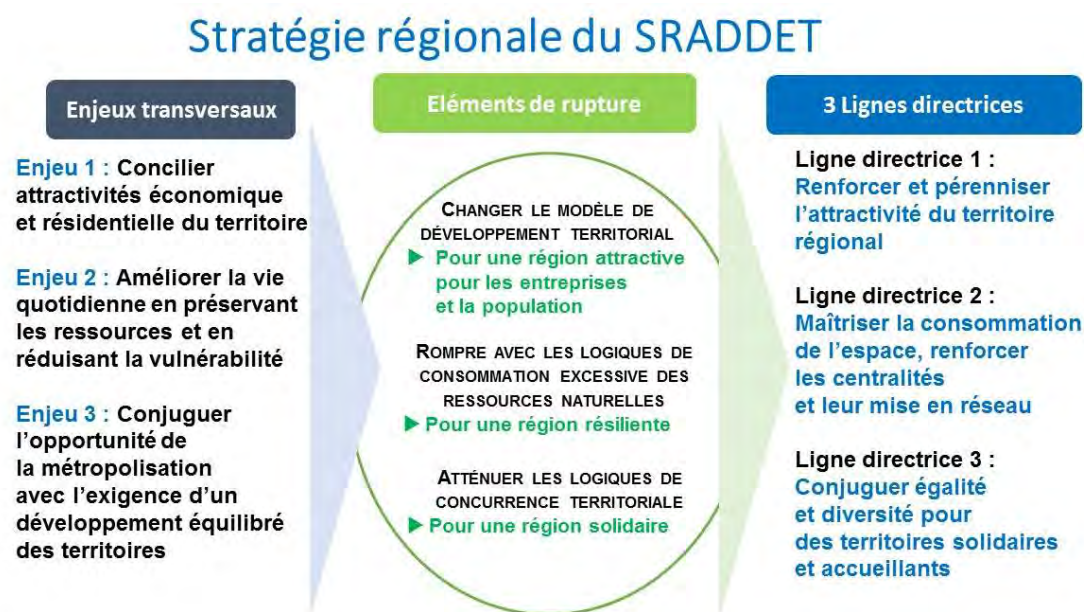 Stratégie régionale du SRADDET
Enjeux transversaux
Enjeu 1 : Concilier
attractivités économique
et résidentielle du territoire
Enjeu 2 : Améliorer la vie
quotidienne en préservant
les ressources et en
réduisant la vulnérabilité
Enjeu 3 : Conjuguer
l'opportunité de
la métropolisation
avec l'exigence d'un
développement équilibré
des territoires
Eléments de rupture
CHANGER LE MODÈLE DE
DÉVELOPPEMENT TERRITORIAL
▶ Pour une région attractive
pour les entreprises
et la population
ROMPRE AVEC LES LOGIQUES DE
CONSOMMATION EXCESSIVE DES
RESSOURCES NATURELLES
▶ Pour une région résiliente
ATTÉNUER LES LOGIQUES DE
CONCURRENCE TERRITORIALE
▶ Pour une région solidaire
3 Lignes directrices
Ligne directrice 1 :
Renforcer et pérenniser
l'attractivité du territoire
régional
Ligne directrice 2 :
Maîtriser la consommation
de l'espace, renforcer
les centralités
et leur mise en réseau
Ligne directrice 3 :
Conjuguer égalité
et diversité pour
des territoires solidaires
et accueillants